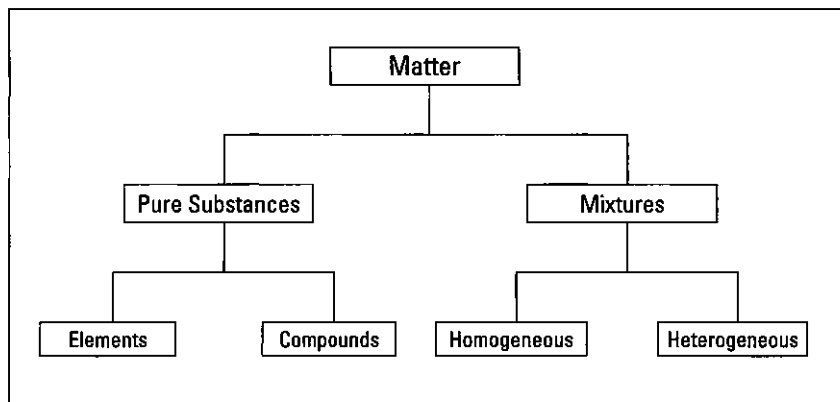 Matter
Pure Substances
Mixtures
Elements
Compounds
Homogeneous
Heterogeneous